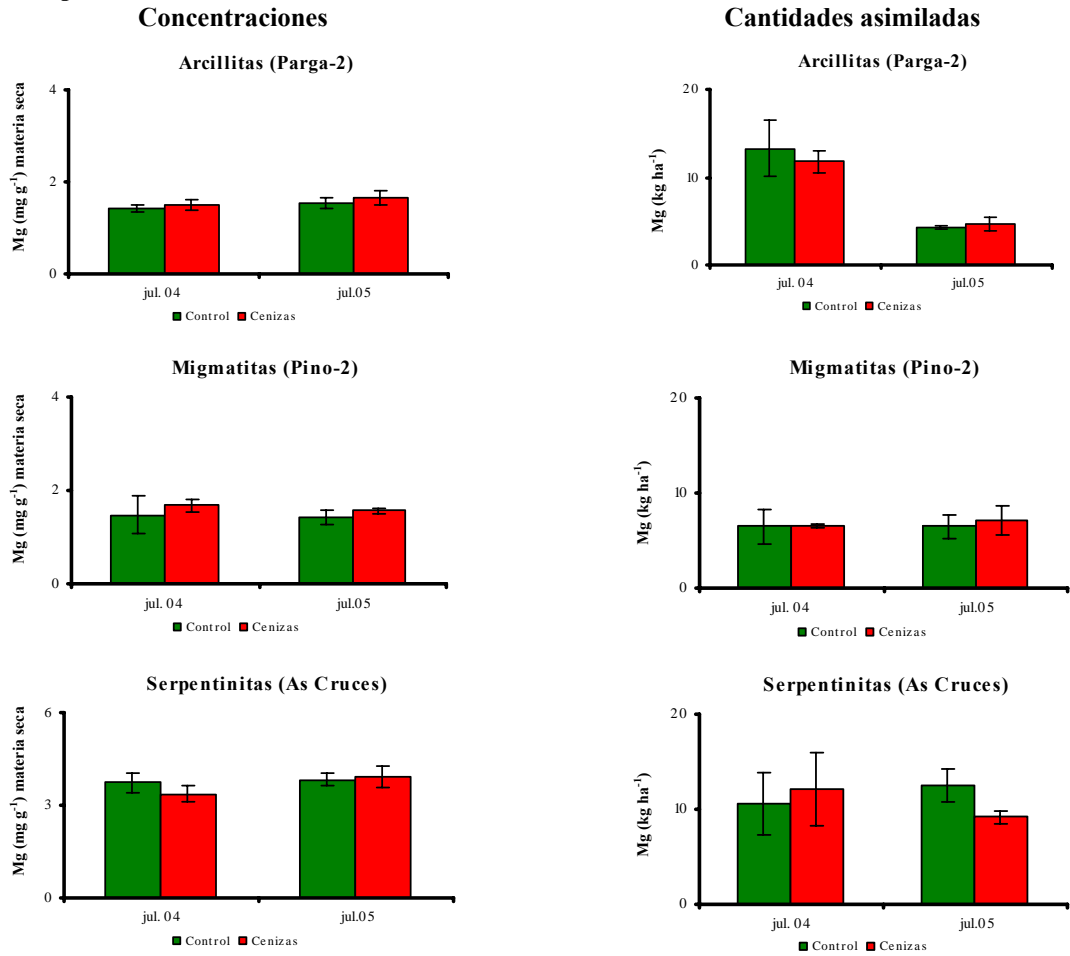 Concentraciones
Cantidades asimiladas
Arcillitas (Parga-2)
Mg (mg g-1) materia seca
4
2
0
jul. 04
jul.05
Control
Cenizas
Arcillitas (Parga-2)
Mg (kg ha-1)
20
10
0
jul. 04
jul.05
Control
Cenizas
Migmatitas (Pino-2)
Mg (mg g-1) materia seca
4
2
0
jul. 04
jul.05
Control
Cenizas
Migmatitas (Pino-2)
Mg (kg ha-1)
20
10
0
jul. 04
jul.05
Control
Cenizas
Serpentinitas (As Cruces)
Mg (mg g-1) materia seca
6
3
0
jul. 04
jul.05
Control
Cenizas
Serpentinitas (As Cruces)
Mg (kg ha-1)
20
10
0
jul. 04
jul.05
Control
Cenizas